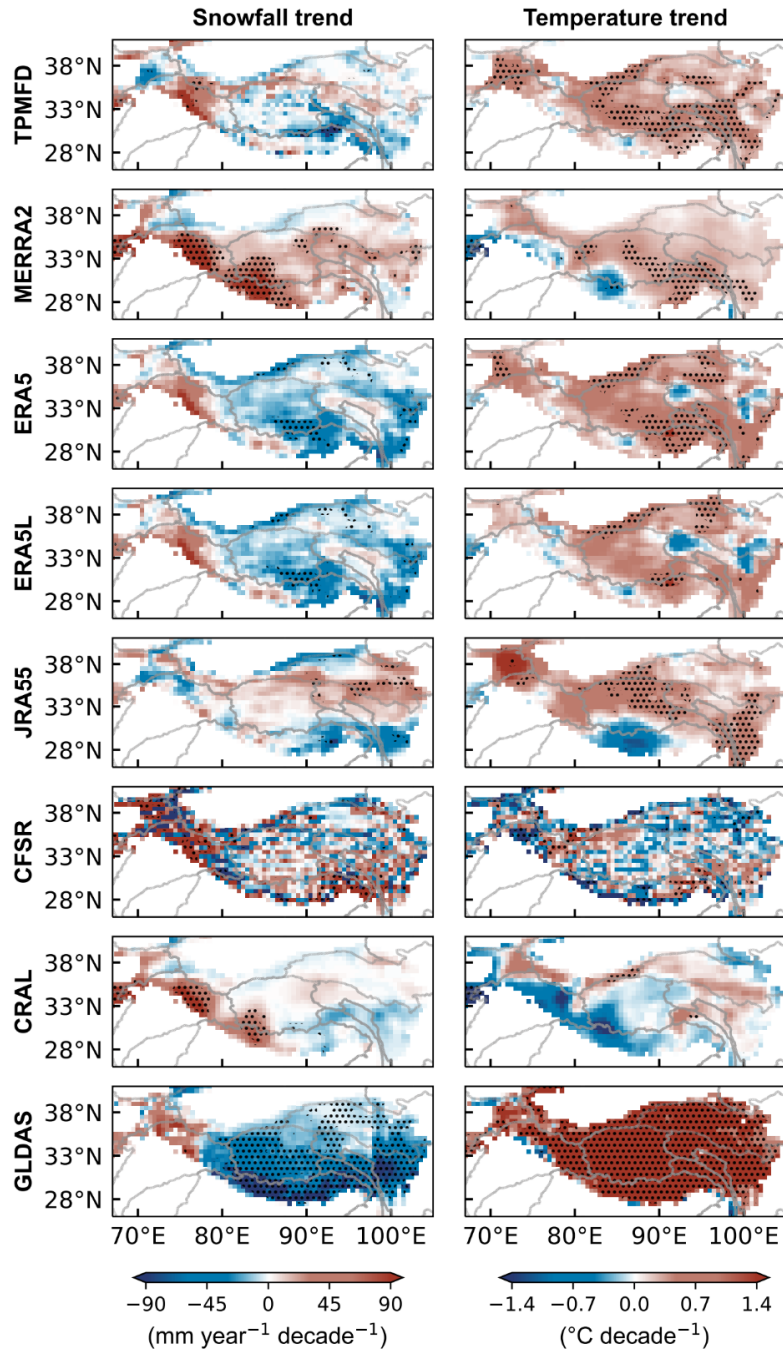 Snowfall trend Temperature trend
TPMFD
38°N
33°N
28°N
MERRA2
38°N
33°N
28°N
ERA5
38°N
33°N
28°N
ERA5L
38°N
33°N
28°N
JRA55
38°N
33°N
28°N
CFSR
38°N
33°N
28°N
CRAL
38°N
33°N
28°N
GLDAS
38°N
33°N
28°N
70°E 80°E 90°E 100°E 70°E 80°E 90°E 100°E
−90 −45 0 45 90 −1.4 −0.7 0.0 0.7 1.4
(mm year⁻¹ decade⁻¹) (°C decade⁻¹)